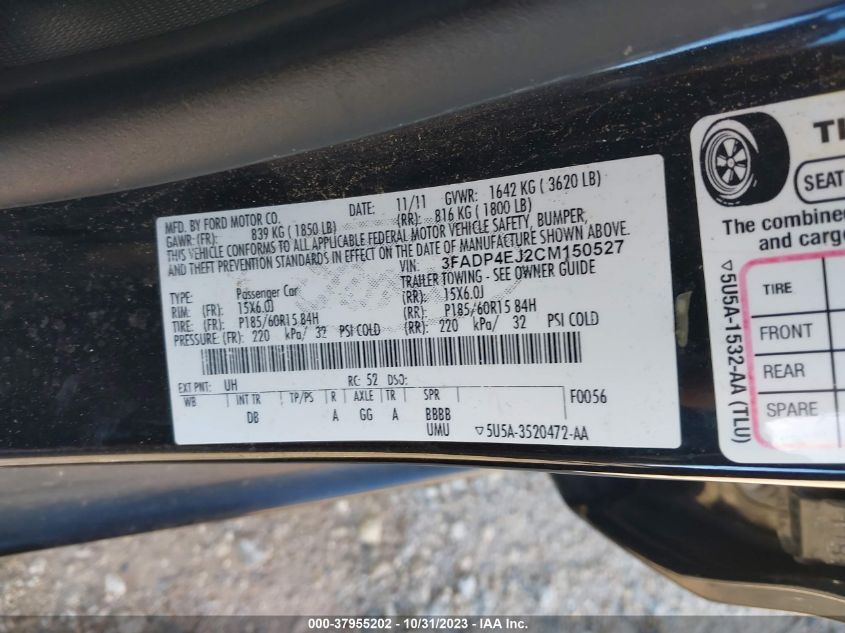 MFD. BY FORD MOTOR CO. DATE: 11/11 GVWR: 1642 KG ( 3620 LB)
GAWR: (FR): 839 KG ( 1850 LB) (RR): 816 KG ( 1800 LB)
THIS VEHICLE CONFORMS TO ALL APPLICABLE FEDERAL MOTOR VEHICLE SAFETY, BUMPER,
AND THEFT PREVENTION STANDARDS IN EFFECT ON THE DATE OF MANUFACTURE SHOWN ABOVE.
VIN: 3FADP4EJ2CM150527
TYPE: Passenger Car TRAILER TOWING - SEE OWNER GUIDE
RIM: (FR): 15X6.0J (RR): 15X6.0J
TIRE: (FR): P185/60R15 84H (RR): P185/60R15 84H
PRESSURE: (FR): 220 kPa/ 32 PSI COLD (RR): 220 kPa/ 32 PSI COLD
EXT PNT: UH RC: 52 DSO:
WB INT TR TP/PS R AXLE TR SPR F0056
DB A GG A BBBB
UMU ▽5U5A-3520472-AA
SEAT
The combined
TIRE
FRONT
REAR
SPARE
▽5U5A-1532-AA (TLU)
000-37955202 - 10/31/2023 - IAA Inc.